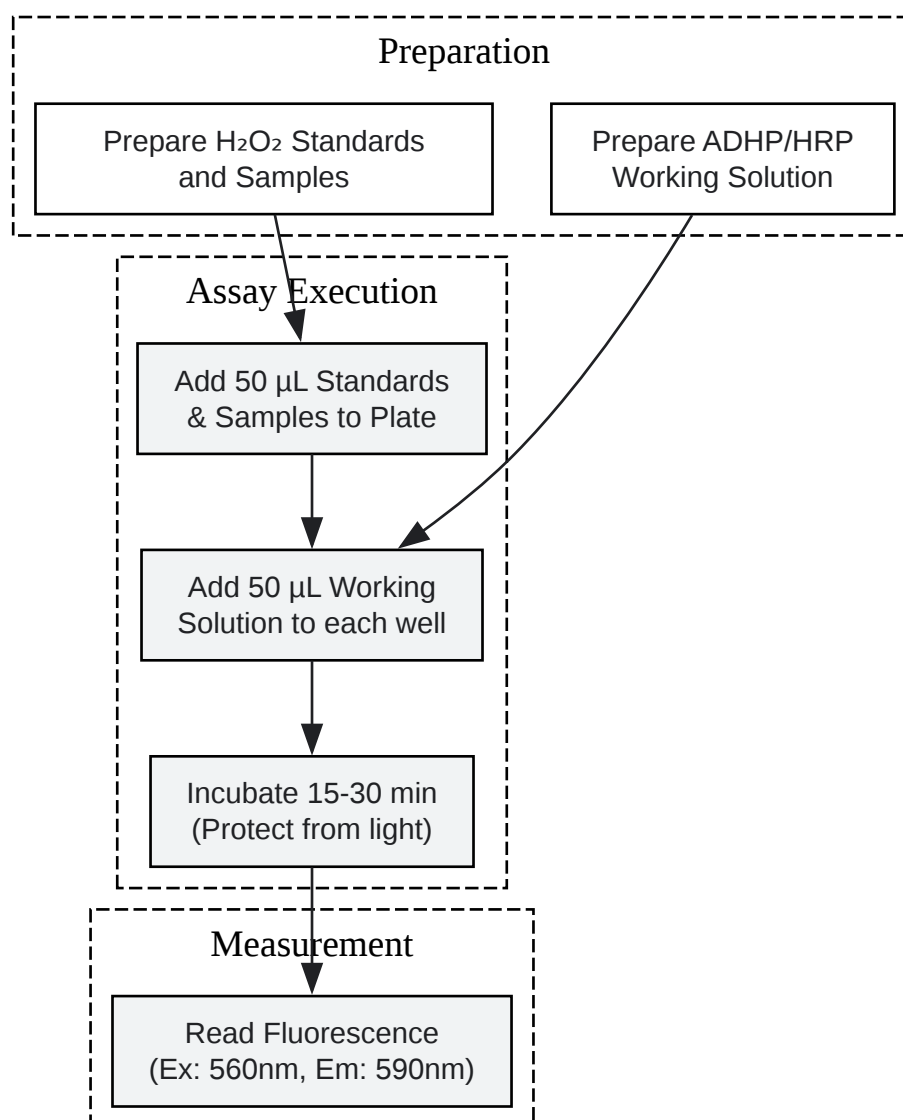 Preparation
Prepare H₂O₂ Standards
and Samples
Prepare ADHP/HRP
Working Solution
Assay Execution
Add 50 µL Standards
& Samples to Plate
Add 50 µL Working
Solution to each well
Incubate 15-30 min
(Protect from light)
Measurement
Read Fluorescence
(Ex: 560nm, Em: 590nm)